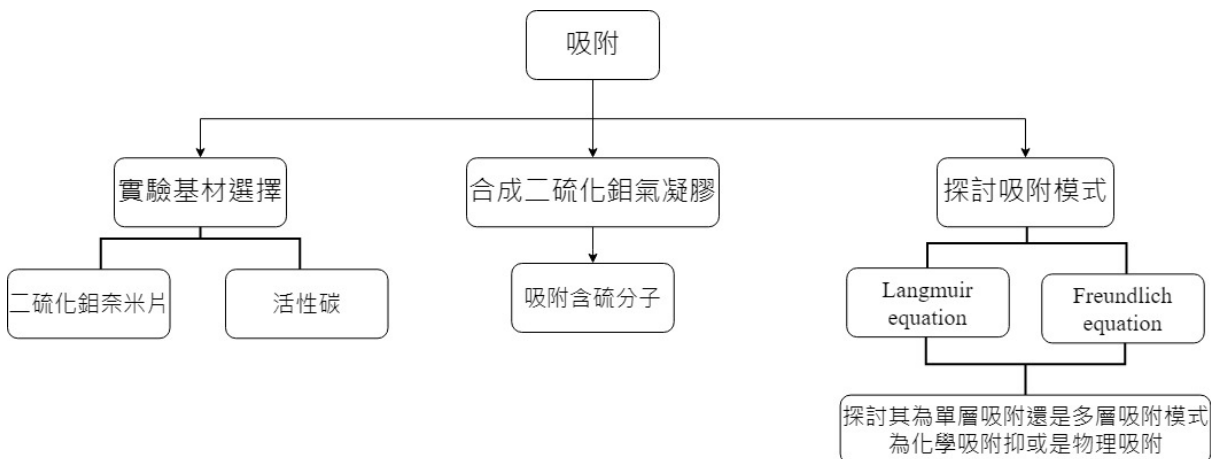 吸附
實驗基材選擇
合成二硫化鉬氣凝膠
探討吸附模式
二硫化鉬奈米片
活性碳
吸附含硫分子
Langmuir
equation
Freundlich
equation
探討其為單層吸附還是多層吸附模式
為化學吸附抑或是物理吸附